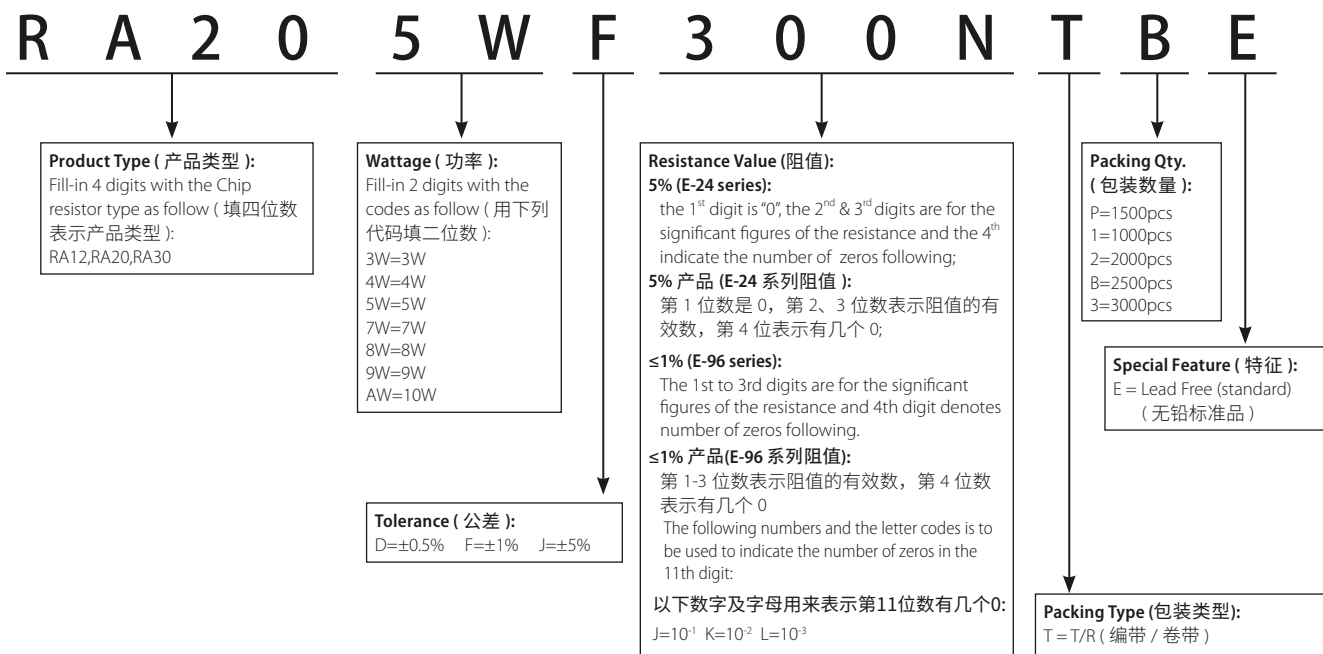 R A 2 0 5 W F 3 0 0 N T B E
Product Type ( 产品类型 ):
Fill-in 4 digits with the Chip
resistor type as follow ( 填四位数
表示产品类型 ):
RA12,RA20,RA30
Wattage ( 功率 ):
Fill-in 2 digits with the
codes as follow ( 用下列
代码填二位数 ):
3W=3W
4W=4W
5W=5W
7W=7W
8W=8W
9W=9W
AW=10W
Tolerance ( 公差 ):
D=±0.5% F=±1% J=±5%
Resistance Value (阻值):
5% (E-24 series):
the 1st digit is “0”, the 2nd & 3rd digits are for the
significant figures of the resistance and the 4th
indicate the number of zeros following;
5% 产品 (E-24 系列阻值 ):
第 1 位数是 0，第 2、3 位数表示阻值的有
效数，第 4 位表示有几个 0;
≤1% (E-96 series):
The 1st to 3rd digits are for the significant
figures of the resistance and 4th digit denotes
number of zeros following.
≤1% 产品(E-96 系列阻值):
第 1-3 位数表示阻值的有效数，第 4 位数
表示有几个 0
The following numbers and the letter codes is to
be used to indicate the number of zeros in the
11th digit:
以下数字及字母用来表示第11位数有几个0:
J=10⁻¹ K=10⁻² L=10⁻³
Packing Qty.
( 包装数量 ):
P=1500pcs
1=1000pcs
2=2000pcs
B=2500pcs
3=3000pcs
Special Feature ( 特征 ):
E = Lead Free (standard)
( 无铅标准品 )
Packing Type (包装类型):
T = T/R ( 编带 / 卷带 )